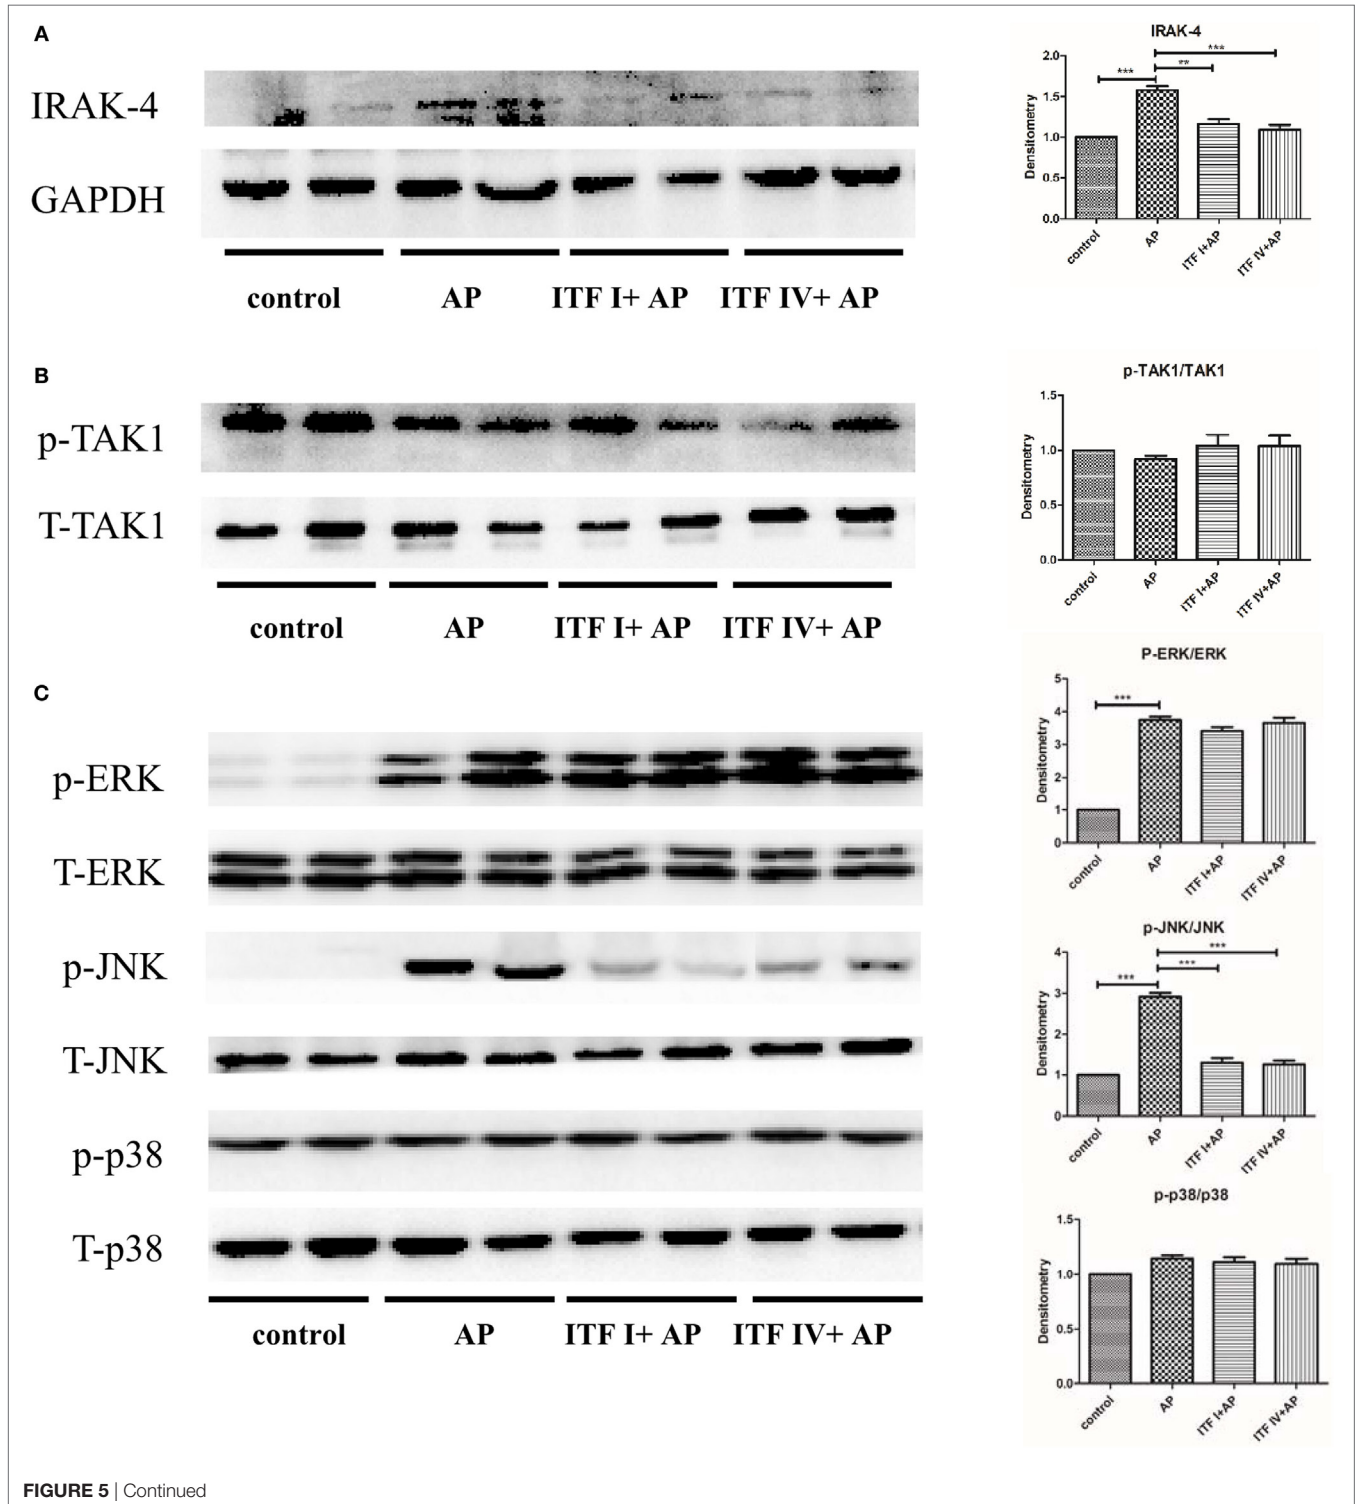 A
IRAK-4
GAPDH
control AP ITF I+ AP ITF IV+ AP
IRAK-4
2.0
1.5
1.0
0.5
0.0
Densitometry
***
**
***
control AP ITF I+AP ITF IV+AP
B
p-TAK1
T-TAK1
control AP ITF I+ AP ITF IV+ AP
p-TAK1/TAK1
1.5
1.0
0.5
0.0
Densitometry
control AP ITF I+AP ITF IV+AP
C
p-ERK
T-ERK
p-JNK
T-JNK
p-p38
T-p38
control AP ITF I+ AP ITF IV+ AP
P-ERK/ERK
5
4
3
2
1
0
Densitometry
***
control AP ITF I+AP ITF IV+AP
p-JNK/JNK
4
3
2
1
0
Densitometry
***
***
***
control AP ITF I+AP ITF IV+AP
p-p38/p38
1.5
1.0
0.5
0.0
Densitometry
control AP ITF I+AP ITF IV+AP
FIGURE 5 | Continued